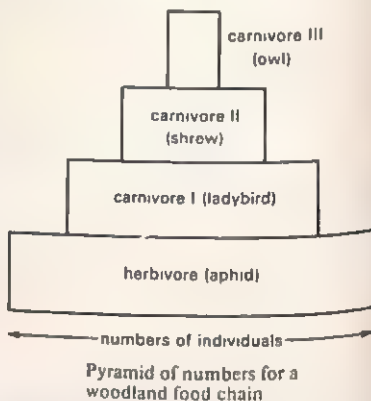 carnivore III
(owl)
carnivore II
(shrew)
carnivore I (ladybird)
herbivore (aphid)
numbers of individuals
Pyramid of numbers for a
woodland food chain